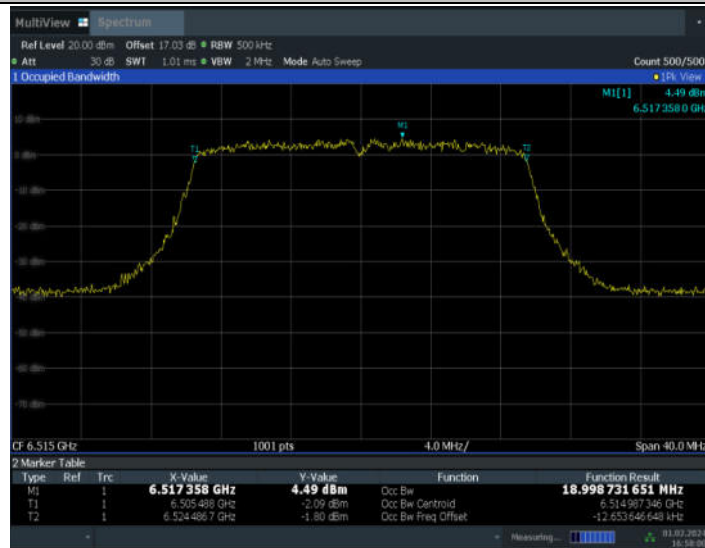 MultiView Spectrum
Ref Level 20.00 dBm Offset 17.03 dB RBW 500 kHz
Att 30 dB SWT 1.01 ms VBW 2 MHz Mode Auto Sweep Count 500/500
1 Occupied Bandwidth 1Pk View
M1[1] 4.49 dBm
6.517 358 0 GHz
10 dBm
M1
T1
T2
0 dBm
-10 dBm
-20 dBm
-30 dBm
-40 dBm
-50 dBm
-60 dBm
-70 dBm
CF 6.515 GHz 1001 pts 4.0 MHz/ Span 40.0 MHz
2 Marker Table
Type Ref Trc X-Value Y-Value Function Function Result
M1 1 6.517 358 GHz 4.49 dBm Occ Bw 18.998 731 651 MHz
T1 1 6.505 488 GHz -2.09 dBm Occ Bw Centroid 6.514 987 346 GHz
T2 1 6.524 486 7 GHz -1.80 dBm Occ Bw Freq Offset -12.653 646 648 kHz
Measuring...
16:58:00